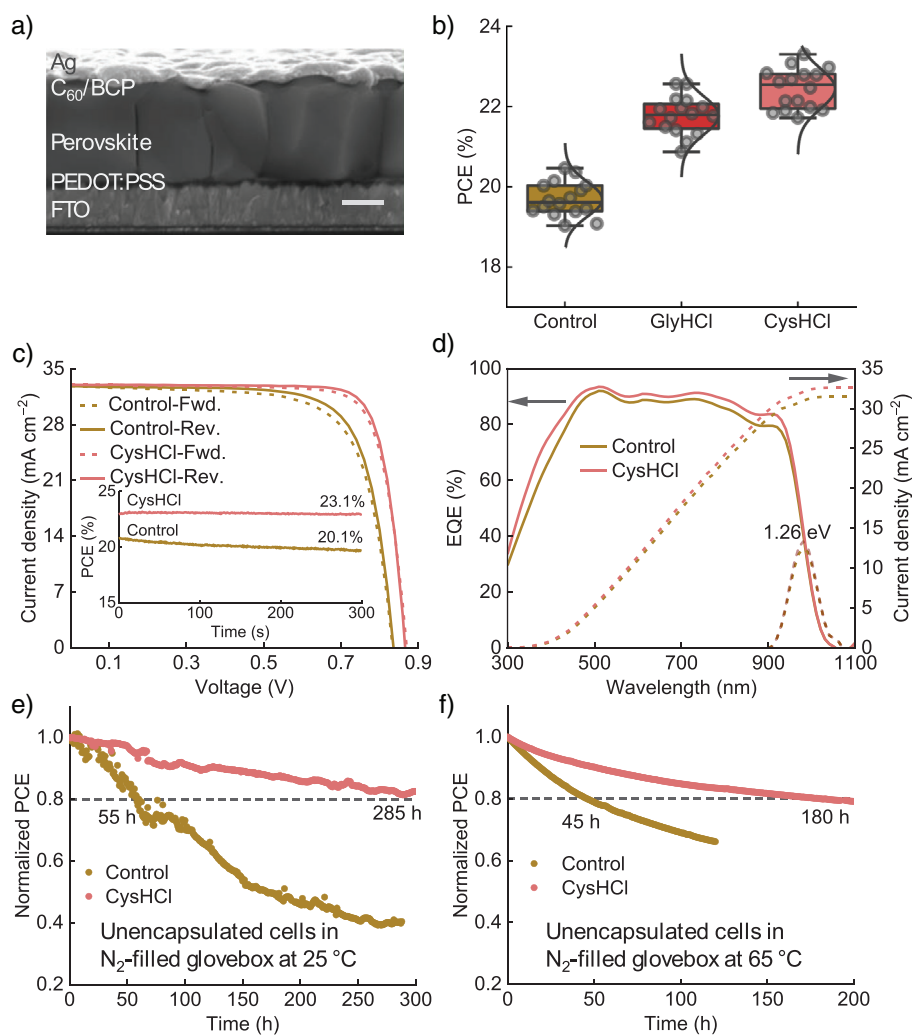 a)
Ag
C60/BCP
Perovskite
PEDOT:PSS
FTO
b)
PCE (%)
24
22
20
18
Control
GlyHCl
CysHCl
c)
Current density (mA cm−2)
33
26
20
13
7
0
Control-Fwd.
Control-Rev.
CysHCl-Fwd.
CysHCl-Rev.
PCE (%)
25
20
15
CysHCl
23.1%
Control
20.1%
0
100
200
300
Time (s)
0.1
0.3
0.5
0.7
0.9
Voltage (V)
d)
EQE (%)
100
80
60
40
20
0
Control
CysHCl
1.26 eV
35
30
25
20
15
10
5
0
Current density (mA cm−2)
300
500
700
900
1100
Wavelength (nm)
e)
Normalized PCE
1.0
0.8
0.6
0.4
0.2
55 h
285 h
Control
CysHCl
Unencapsulated cells in
N2-filled glovebox at 25 °C
0
50
100
150
200
250
300
Time (h)
f)
Normalized PCE
1.0
0.8
0.6
0.4
0.2
45 h
180 h
Control
CysHCl
Unencapsulated cells in
N2-filled glovebox at 65 °C
0
50
100
150
200
Time (h)